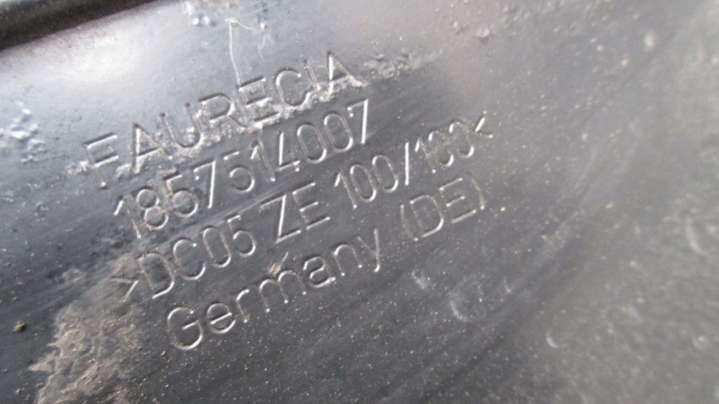 FAURECIA
1857514007
>DC05 ZE 100/100<
Germany (DE)